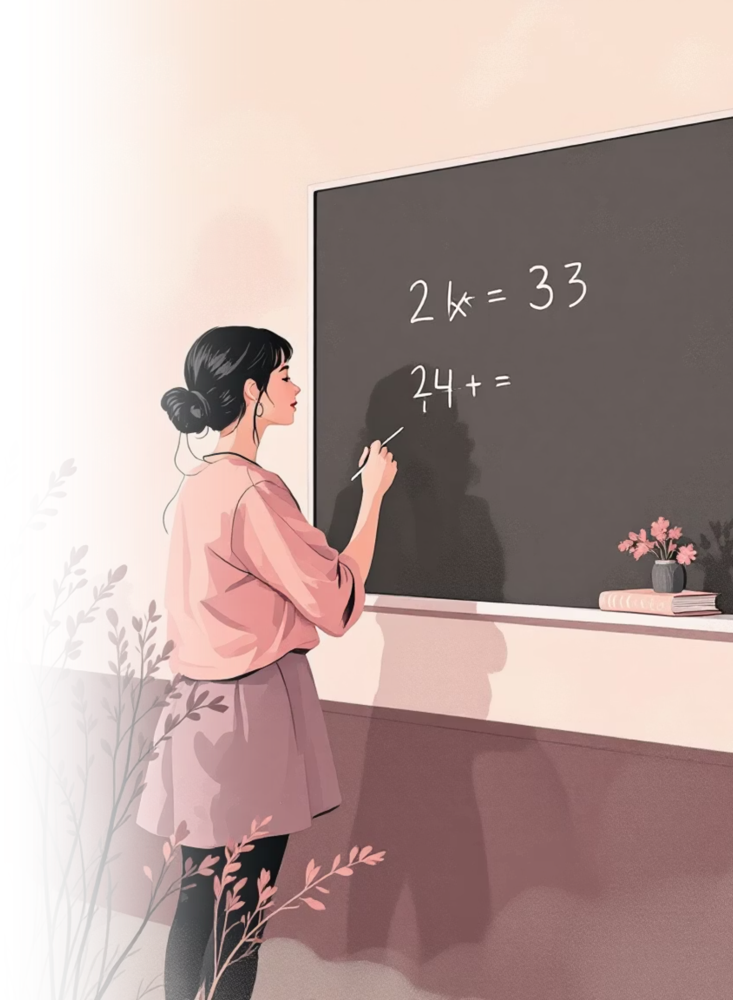 2 x = 33
24 + =